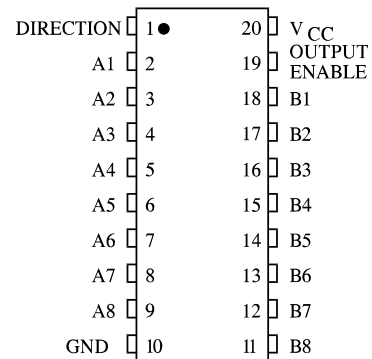 DIRECTION 1 20 VCC
A1 2 19 OUTPUT ENABLE
A2 3 18 B1
A3 4 17 B2
A4 5 16 B3
A5 6 15 B4
A6 7 14 B5
A7 8 13 B6
A8 9 12 B7
GND 10 11 B8